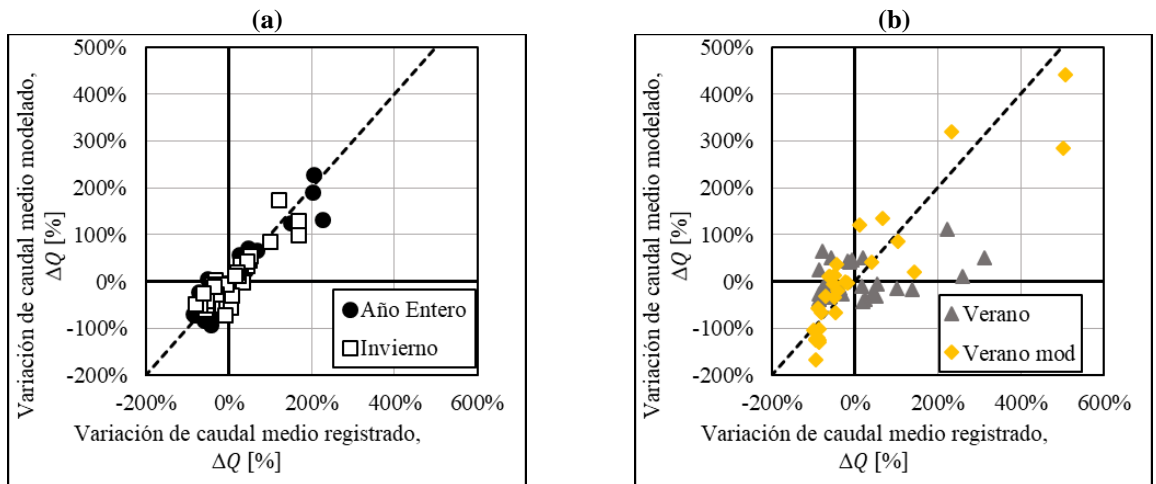 (a)
Variación de caudal medio modelado,
ΔQ [%]
500%
400%
300%
200%
100%
0%
-100%
-200%
Año Entero
Invierno
-200%
0%
200%
400%
600%
Variación de caudal medio registrado,
ΔQ [%]
(b)
Variación de caudal medio modelado,
ΔQ [%]
500%
400%
300%
200%
100%
0%
-100%
-200%
Verano
Verano mod
-200%
0%
200%
400%
600%
Variación de caudal medio registrado,
ΔQ [%]